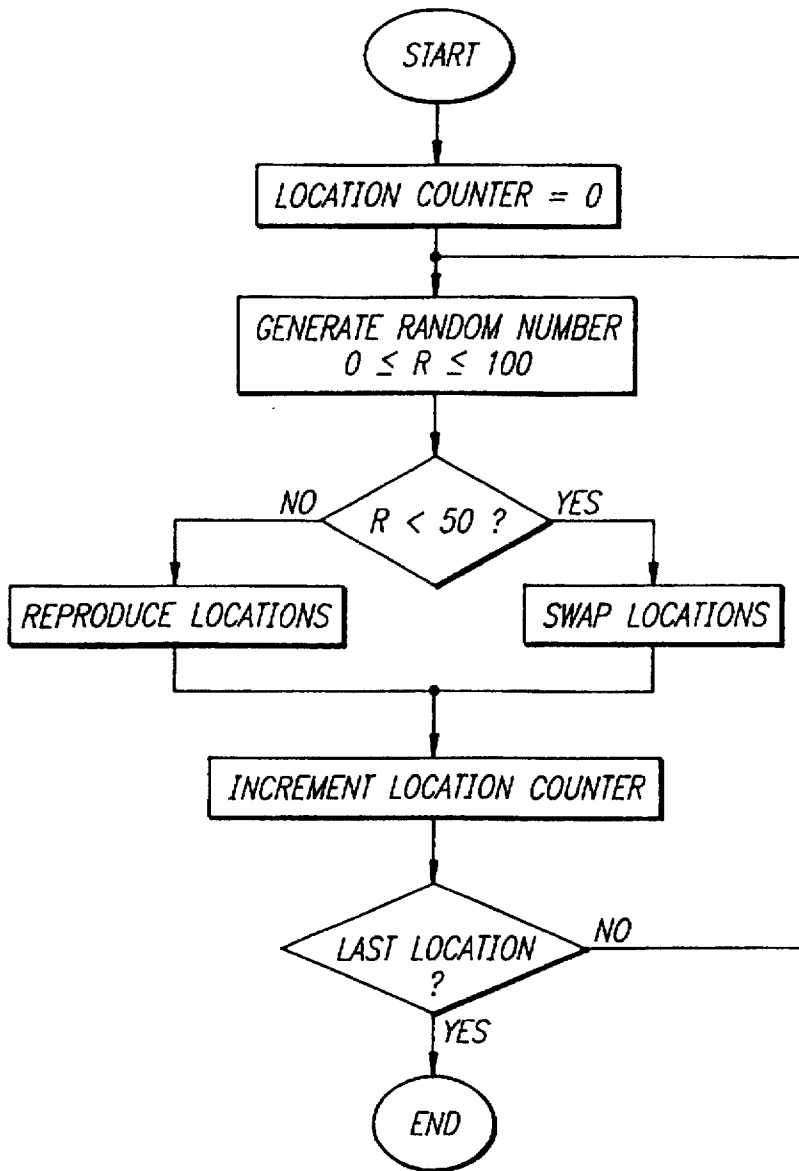 START
LOCATION COUNTER = 0
GENERATE RANDOM NUMBER
0 ≤ R ≤ 100
NO
R < 50 ?
YES
REPRODUCE LOCATIONS
SWAP LOCATIONS
INCREMENT LOCATION COUNTER
LAST LOCATION
?
NO
YES
END